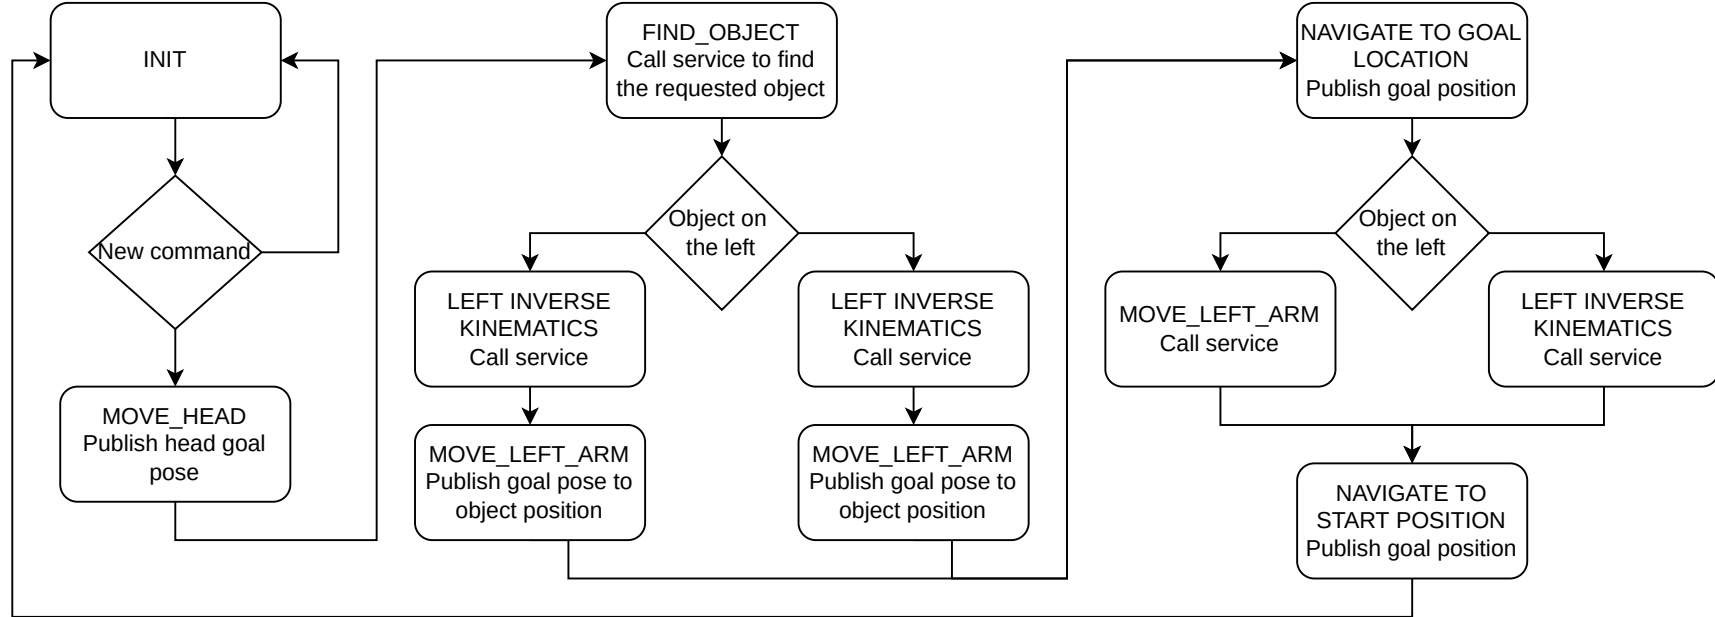 INIT
New command
MOVE_HEAD
Publish head goal
pose
FIND_OBJECT
Call service to find
the requested object
Object on
the left
LEFT INVERSE
KINEMATICS
Call service
LEFT INVERSE
KINEMATICS
Call service
MOVE_LEFT_ARM
Publish goal pose to
object position
MOVE_LEFT_ARM
Publish goal pose to
object position
NAVIGATE TO GOAL
LOCATION
Publish goal position
Object on
the left
MOVE_LEFT_ARM
Call service
LEFT INVERSE
KINEMATICS
Call service
NAVIGATE TO
START POSITION
Publish goal position